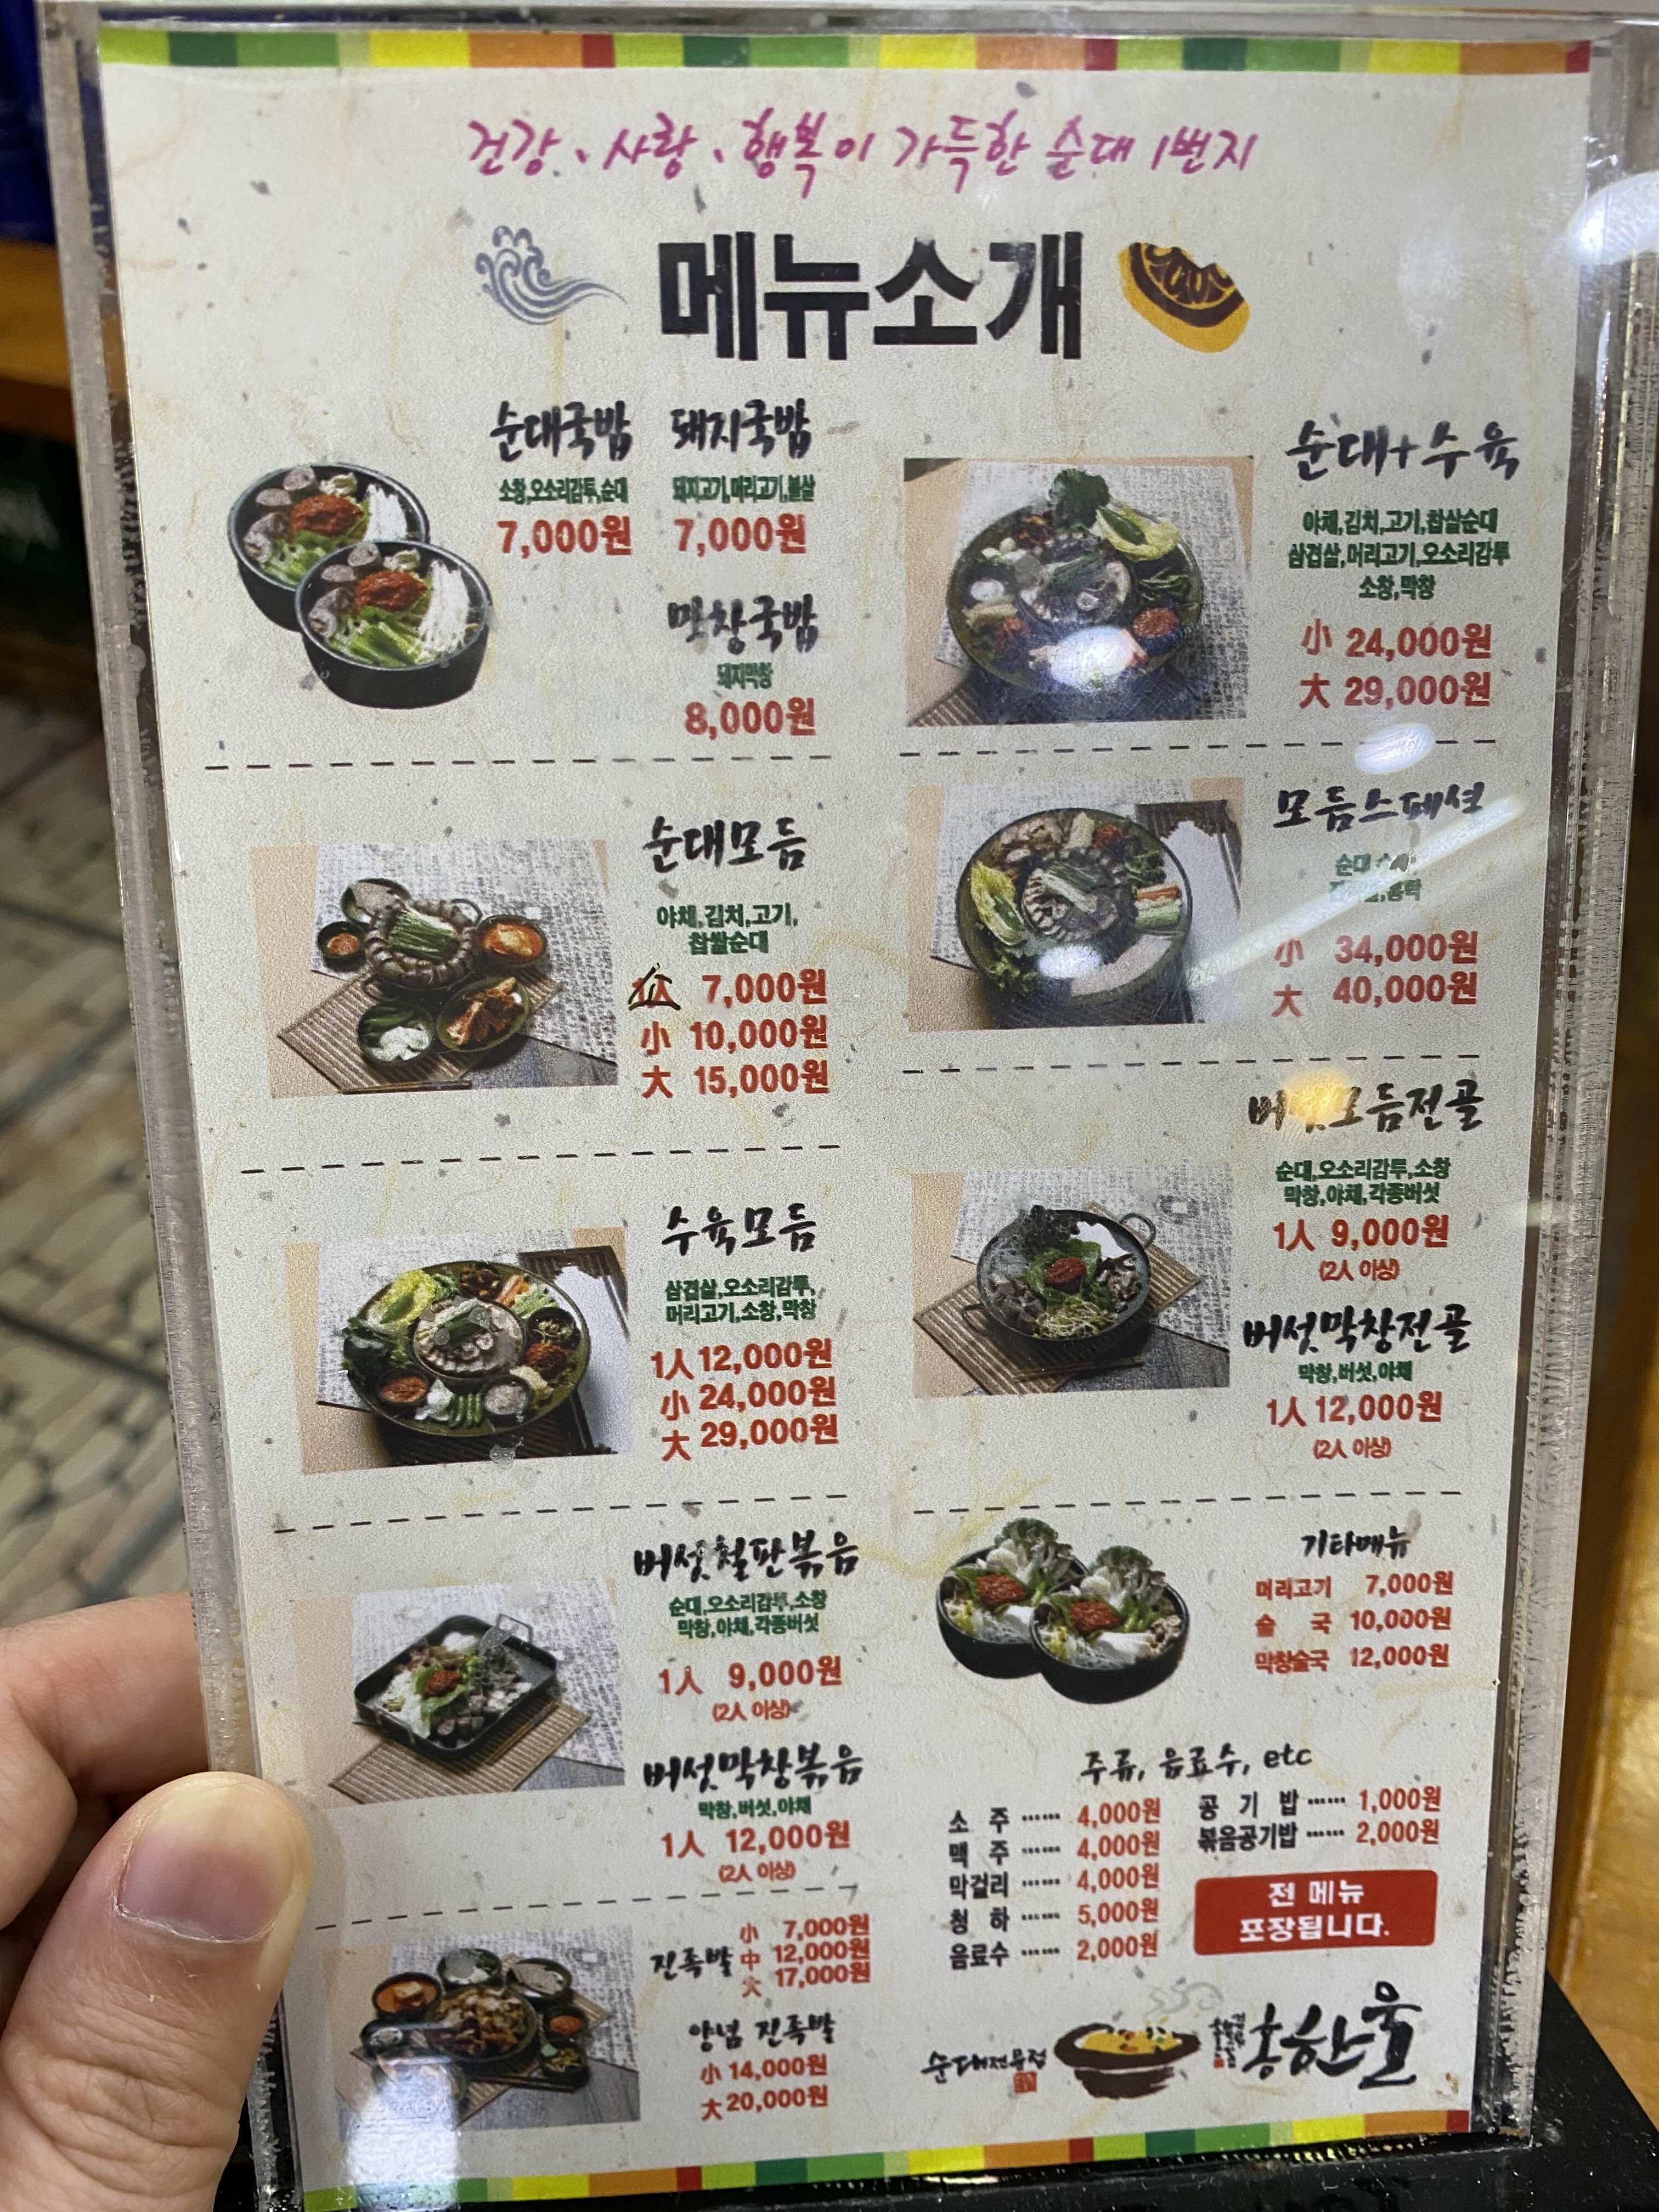 건강、사랑、행복이 가득한 순대 1번지
메뉴소개
순대국밥
소창,오소리감투,순대
7,000원
돼지국밥
돼지고기,머리고기,볼살
7,000원
막창국밥
돼지막창
8,000원
순대모듬
야채,김치,고기,
찹쌀순대
7,000원
小 10,000원
大 15,000원
수육모듬
삼겹살,오소리감투,
머리고기,소창,막창
1人 12,000원
小 24,000원
大 29,000원
버섯철판볶음
순대,오소리감투,소창
막창,야채,각종버섯
1人 9,000원
(2人 이상)
버섯막창볶음
막창,버섯,야채
1人 12,000원
(2人 이상)
진족발
小 7,000원
中 12,000원
大 17,000원
양념 진족발
小 14,000원
大 20,000원
순대+수육
야채,김치,고기,찹쌀순대
삼겹살,머리고기,오소리감투
소창,막창
小 24,000원
大 29,000원
모듬스페셜
순대
小 34,000원
大 40,000원
버섯모듬전골
순대,오소리감투,소창
막창,야채,각종버섯
1人 9,000원
(2人 이상)
버섯막창전골
막창,버섯,야채
1人 12,000원
(2人 이상)
기타메뉴
머리고기 7,000원
술 국 10,000원
막창술국 12,000원
주류, 음료수, etc
소 주 ······ 4,000원
맥 주 ······ 4,000원
막걸리 ······ 4,000원
청 하 ······ 5,000원
음료수 ······ 2,000원
공 기 밥 ······ 1,000원
볶음공기밥 ······ 2,000원
전 메뉴
포장됩니다.
순대전문점
홍한울